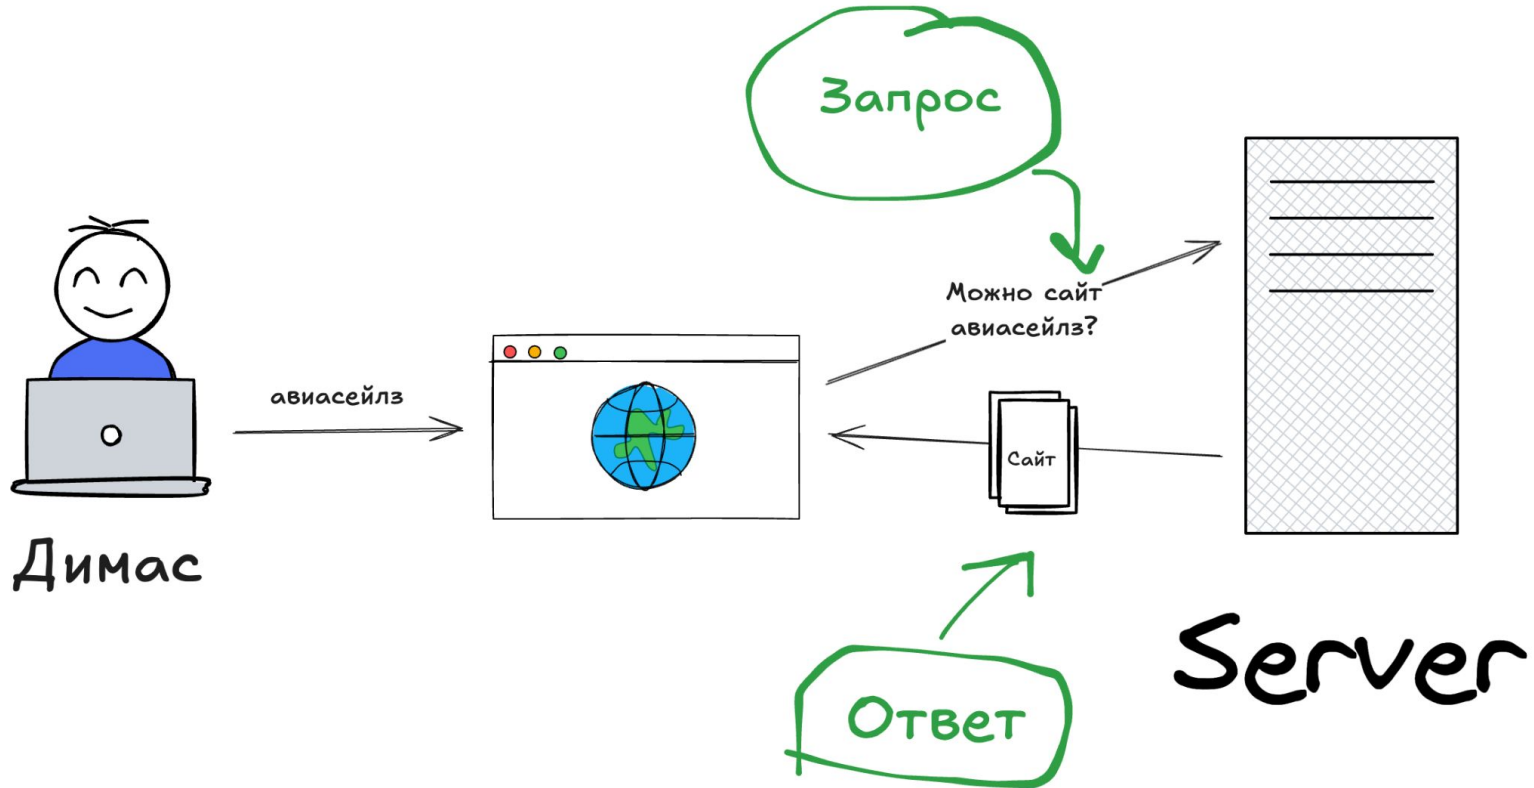 Запрос
Можно сайт
авиасейлз?
авиасейлз
Сайт
Димас
Server
Ответ